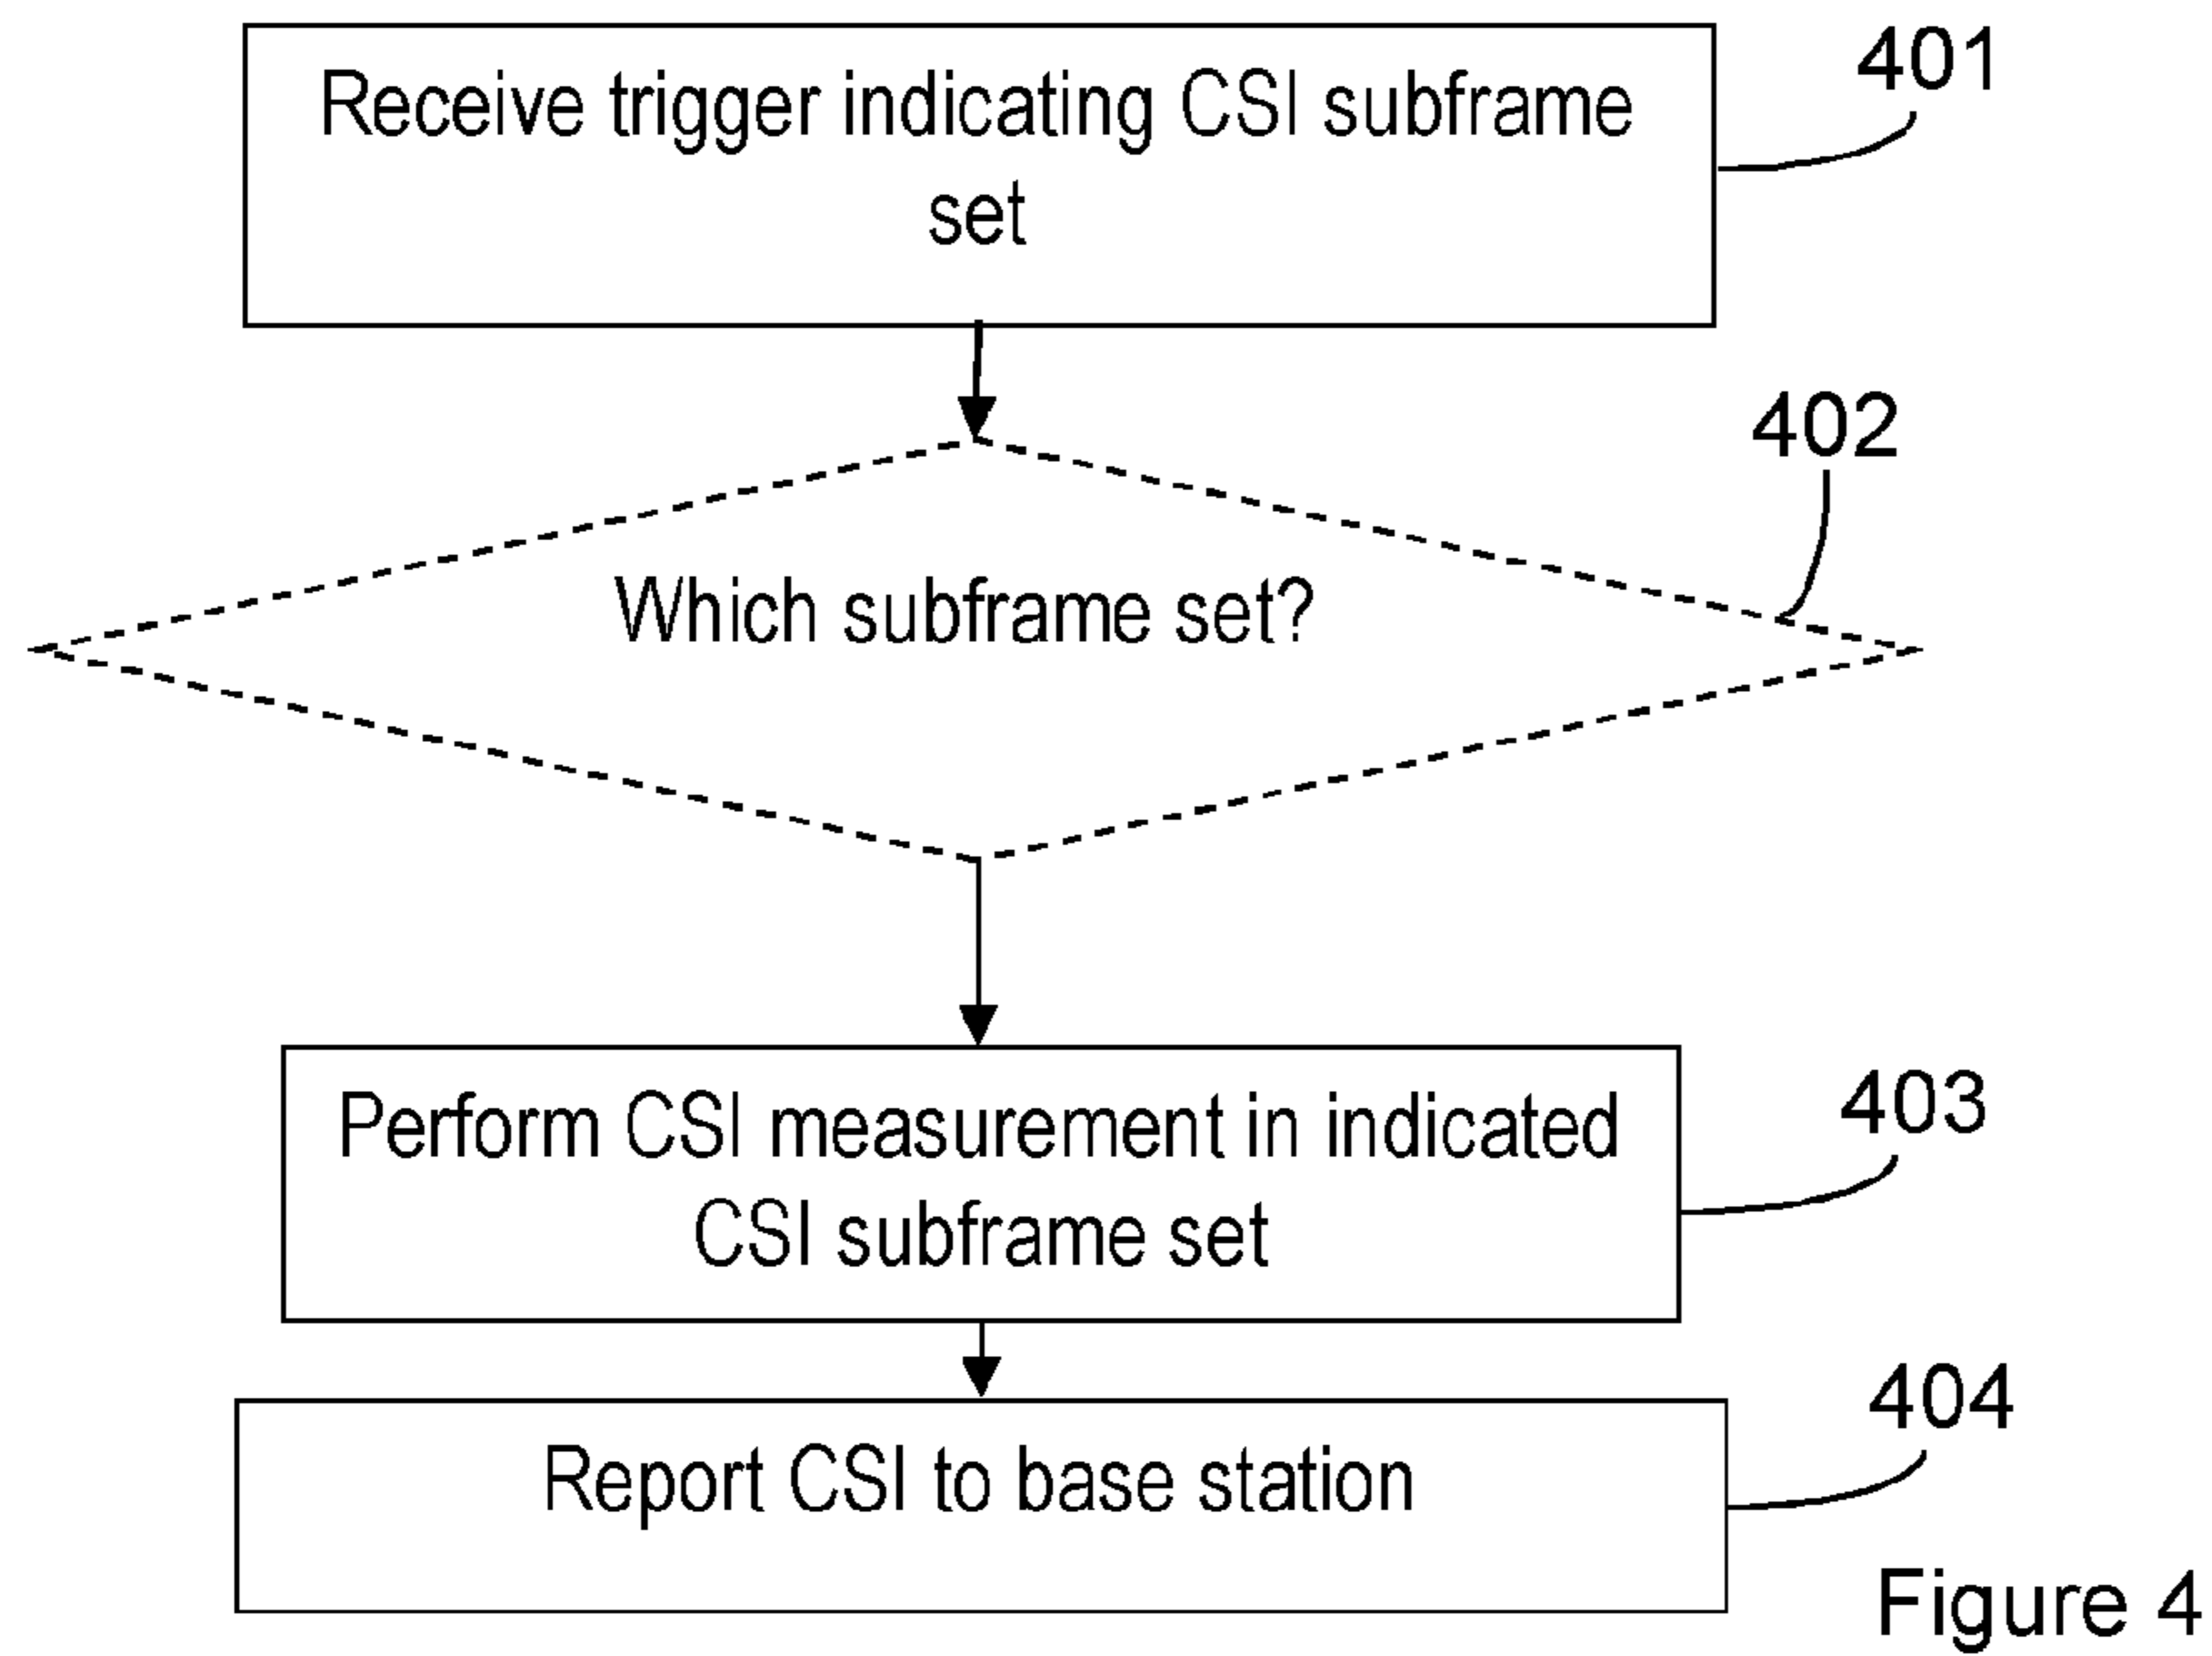 Receive trigger indicating CSI subframe
set
401
402
Which subframe set?
Perform CSI measurement in indicated
CSI subframe set
403
Report CSI to base station
404
Figure 4